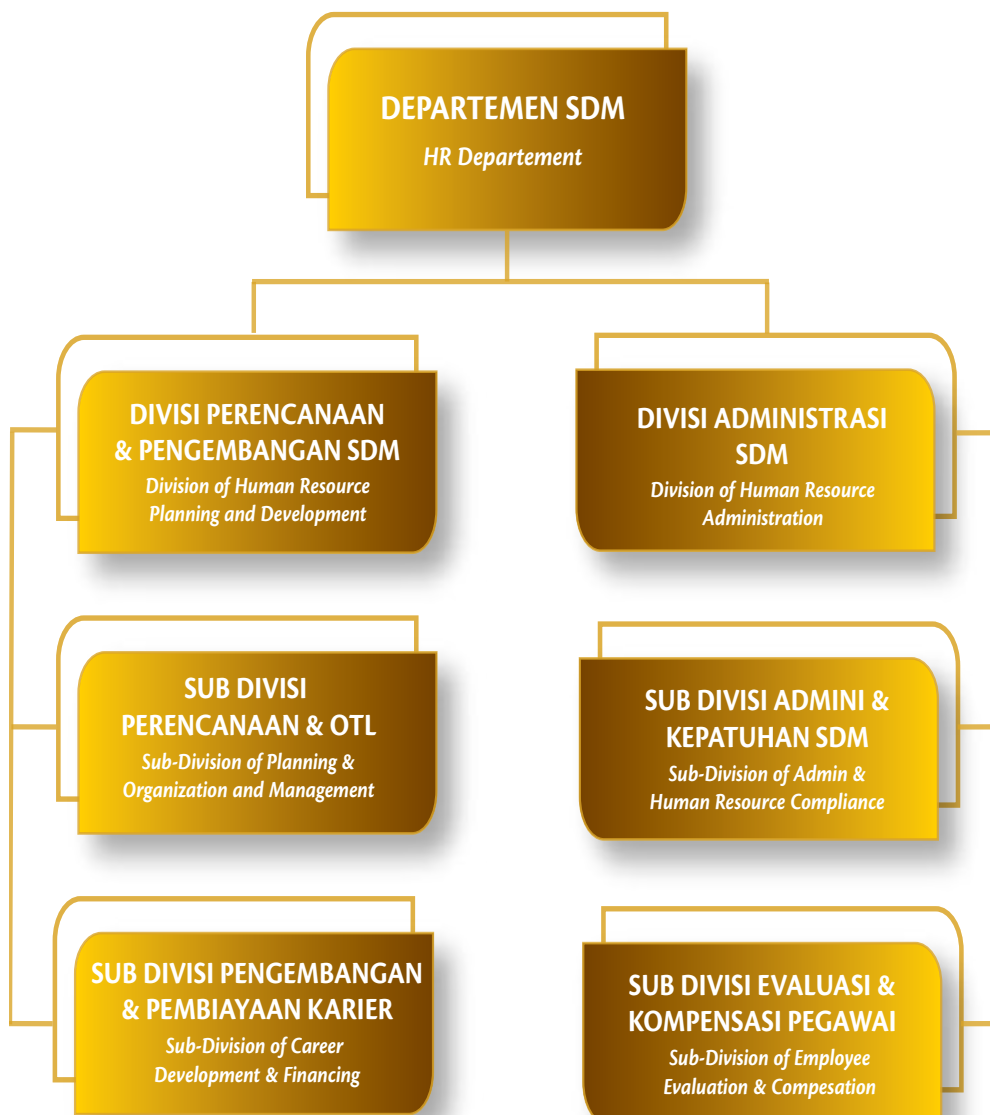 DEPARTEMEN SDM
HR Departement
DIVISI PERENCANAAN
& PENGEMBANGAN SDM
Division of Human Resource
Planning and Development
DIVISI ADMINISTRASI
SDM
Division of Human Resource
Administration
SUB DIVISI
PERENCANAAN & OTL
Sub-Division of Planning &
Organization and Management
SUB DIVISI ADMINI &
KEPATUHAN SDM
Sub-Division of Admin &
Human Resource Compliance
SUB DIVISI PENGEMBANGAN
& PEMBIAYAAN KARIER
Sub-Division of Career
Development & Financing
SUB DIVISI EVALUASI &
KOMPENSASI PEGAWAI
Sub-Division of Employee
Evaluation & Compesation